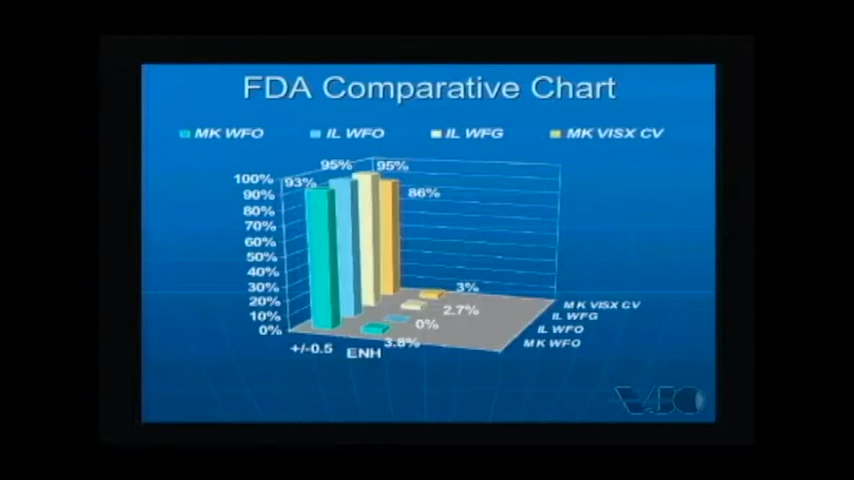 FDA Comparative Chart
MK WFO IL WFO IL WFG MK VISX CV
95% 95%
100% 93%
90% 86%
80%
70%
60%
50%
40%
30% 3%
20% 2.7%
10% 0%
0% 3.8%
MK VISX CV
IL WFG
IL WFO
MK WFO
+/-0.5 ENH